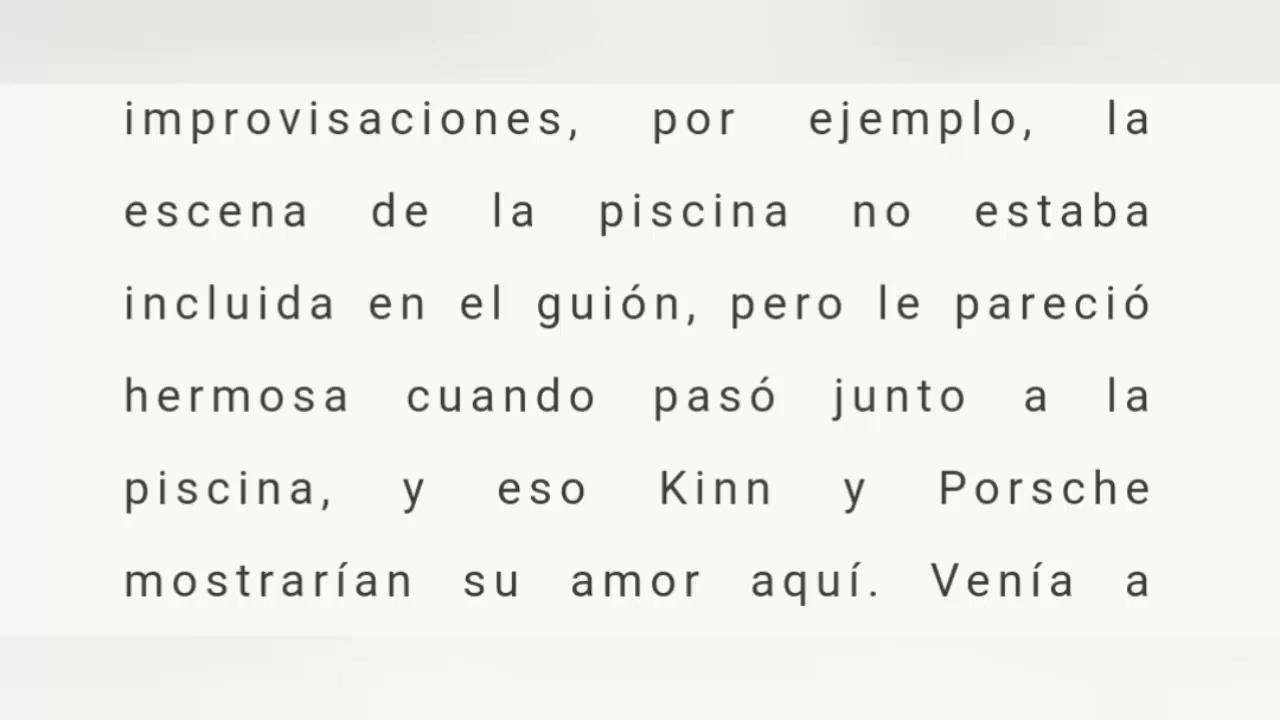 improvisaciones, por ejemplo, la
escena de la piscina no estaba
incluida en el guión, pero le pareció
hermosa cuando pasó junto a la
piscina, y eso Kinn y Porsche
mostrarían su amor aquí. Venía a